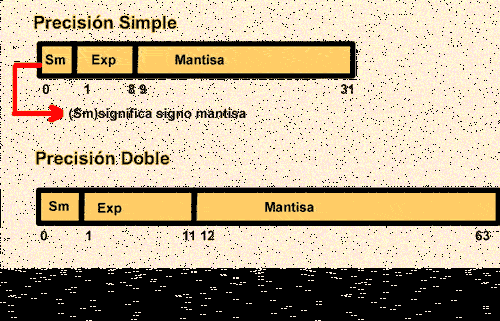 Precisión Simple
Sm Exp Mantisa
0 1 8 9 31
(Sm)significa signo mantisa
Precisión Doble
Sm Exp Mantisa
0 1 11 12 63